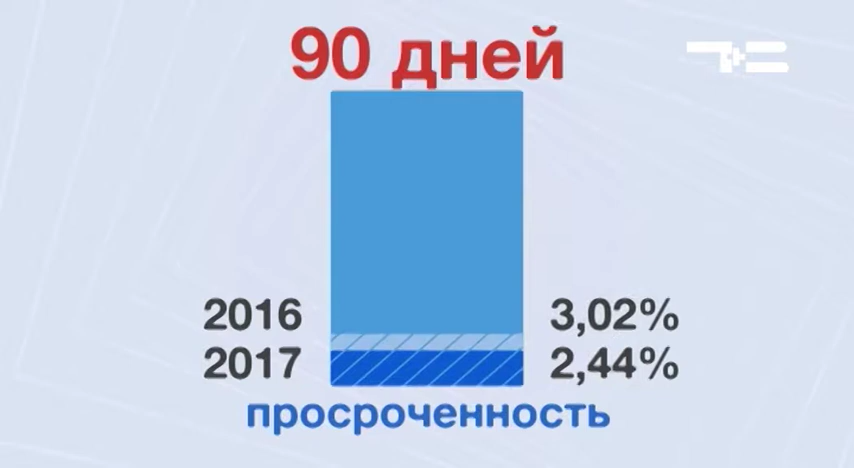 90 дней
2016 3,02%
2017 2,44%
просроченность